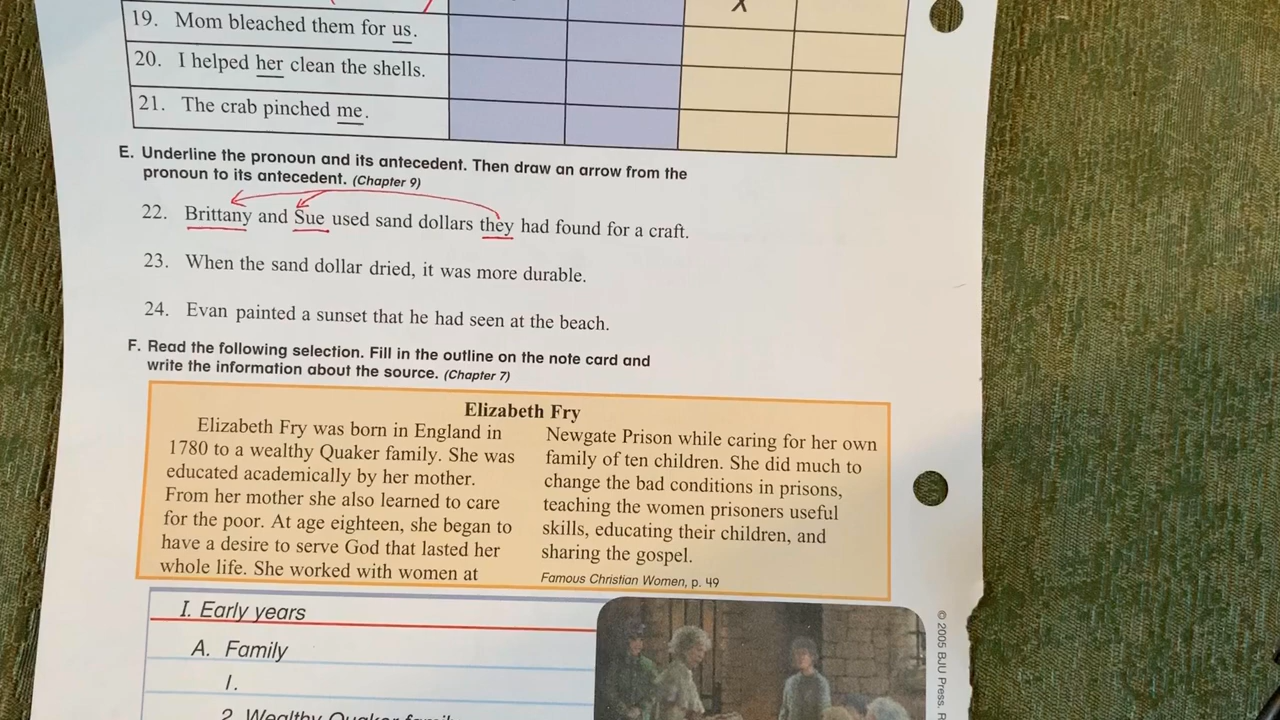 X
19. Mom bleached them for us.
20. I helped her clean the shells.
21. The crab pinched me.
E. Underline the pronoun and its antecedent. Then draw an arrow from the
pronoun to its antecedent. (Chapter 9)
22. Brittany and Sue used sand dollars they had found for a craft.
23. When the sand dollar dried, it was more durable.
24. Evan painted a sunset that he had seen at the beach.
F. Read the following selection. Fill in the outline on the note card and
write the information about the source. (Chapter 7)
Elizabeth Fry
Elizabeth Fry was born in England in
1780 to a wealthy Quaker family. She was
educated academically by her mother.
From her mother she also learned to care
for the poor. At age eighteen, she began to
have a desire to serve God that lasted her
whole life. She worked with women at
Newgate Prison while caring for her own
family of ten children. She did much to
change the bad conditions in prisons,
teaching the women prisoners useful
skills, educating their children, and
sharing the gospel.
Famous Christian Women, p. 49
I. Early years
A. Family
1.
2. Wealthy Quaker family
© 2005 BJU Press. R